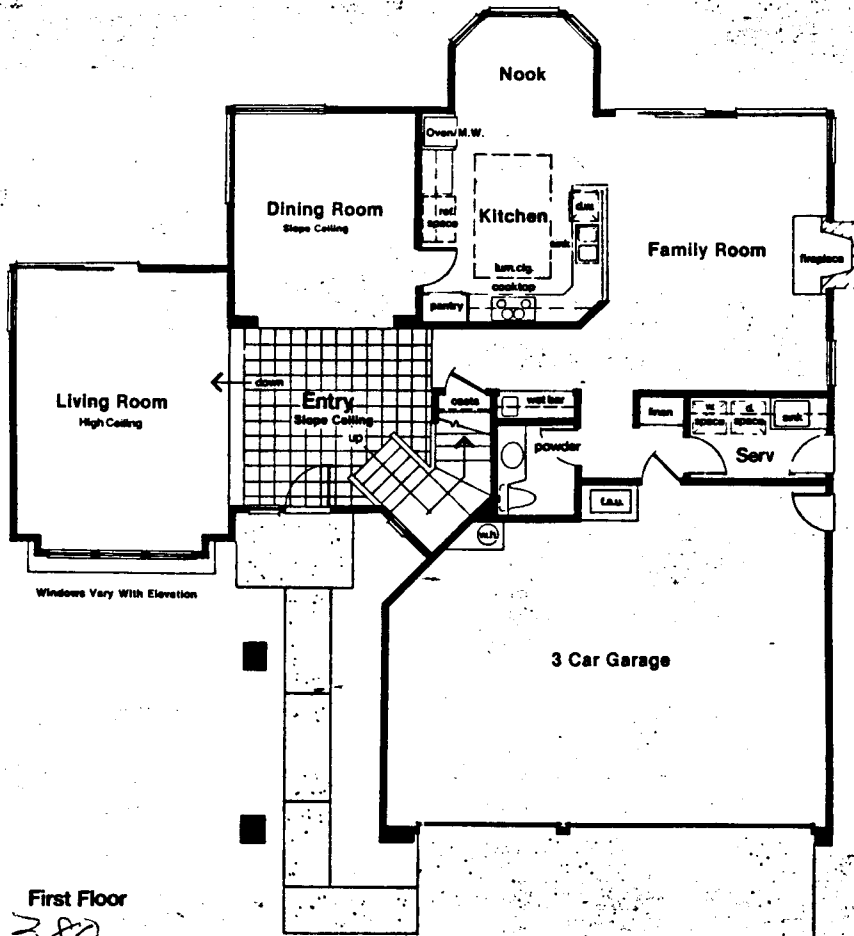 Nook
Oven/M.W.
Dining Room
Slope Ceiling
ref.
space
Kitchen
d.w.
sink
lum.clg.
cooktop
pantry
Family Room
fireplace
Living Room
High Ceiling
down
Entry
Slope Ceiling
up
coats
wet bar
linen
w.
space
d.
space
sink
powder
Serv
f.a.u.
w.h.
Windows Vary With Elevation
3 Car Garage
First Floor